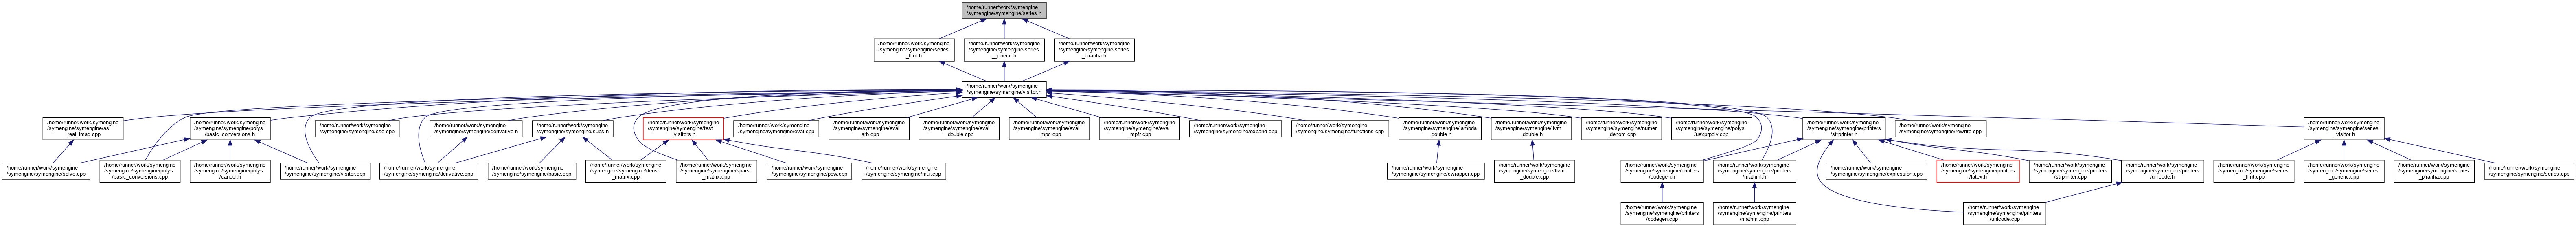 /home/runner/work/symengine
/symengine/symengine/series.h
/home/runner/work/symengine
/symengine/symengine/series
_flint.h
/home/runner/work/symengine
/symengine/symengine/series
_generic.h
/home/runner/work/symengine
/symengine/symengine/series
_piranha.h
/home/runner/work/symengine
/symengine/symengine/visitor.h
/home/runner/work/symengine
/symengine/symengine/as
_real_imag.cpp
/home/runner/work/symengine
/symengine/symengine/polys
/basic_conversions.h
/home/runner/work/symengine
/symengine/symengine/cse.cpp
/home/runner/work/symengine
/symengine/symengine/derivative.h
/home/runner/work/symengine
/symengine/symengine/subs.h
/home/runner/work/symengine
/symengine/symengine/test
_visitors.h
/home/runner/work/symengine
/symengine/symengine/eval.cpp
/home/runner/work/symengine
/symengine/symengine/eval
_arb.cpp
/home/runner/work/symengine
/symengine/symengine/eval
_double.cpp
/home/runner/work/symengine
/symengine/symengine/eval
_mpc.cpp
/home/runner/work/symengine
/symengine/symengine/eval
_mpfr.cpp
/home/runner/work/symengine
/symengine/symengine/expand.cpp
/home/runner/work/symengine
/symengine/symengine/functions.cpp
/home/runner/work/symengine
/symengine/symengine/lambda
_double.h
/home/runner/work/symengine
/symengine/symengine/llvm
_double.h
/home/runner/work/symengine
/symengine/symengine/numer
_denom.cpp
/home/runner/work/symengine
/symengine/symengine/polys
/uexprpoly.cpp
/home/runner/work/symengine
/symengine/symengine/printers
/strprinter.h
/home/runner/work/symengine
/symengine/symengine/rewrite.cpp
/home/runner/work/symengine
/symengine/symengine/series
_visitor.h
/home/runner/work/symengine
/symengine/symengine/solve.cpp
/home/runner/work/symengine
/symengine/symengine/polys
/basic_conversions.cpp
/home/runner/work/symengine
/symengine/symengine/polys
/cancel.h
/home/runner/work/symengine
/symengine/symengine/visitor.cpp
/home/runner/work/symengine
/symengine/symengine/derivative.cpp
/home/runner/work/symengine
/symengine/symengine/basic.cpp
/home/runner/work/symengine
/symengine/symengine/dense
_matrix.cpp
/home/runner/work/symengine
/symengine/symengine/sparse
_matrix.cpp
/home/runner/work/symengine
/symengine/symengine/pow.cpp
/home/runner/work/symengine
/symengine/symengine/mul.cpp
/home/runner/work/symengine
/symengine/symengine/cwrapper.cpp
/home/runner/work/symengine
/symengine/symengine/llvm
_double.cpp
/home/runner/work/symengine
/symengine/symengine/printers
/codegen.h
/home/runner/work/symengine
/symengine/symengine/printers
/mathml.h
/home/runner/work/symengine
/symengine/symengine/expression.cpp
/home/runner/work/symengine
/symengine/symengine/printers
/latex.h
/home/runner/work/symengine
/symengine/symengine/printers
/strprinter.cpp
/home/runner/work/symengine
/symengine/symengine/printers
/unicode.h
/home/runner/work/symengine
/symengine/symengine/series
_flint.cpp
/home/runner/work/symengine
/symengine/symengine/series
_generic.cpp
/home/runner/work/symengine
/symengine/symengine/series
_piranha.cpp
/home/runner/work/symengine
/symengine/symengine/series.cpp
/home/runner/work/symengine
/symengine/symengine/printers
/codegen.cpp
/home/runner/work/symengine
/symengine/symengine/printers
/mathml.cpp
/home/runner/work/symengine
/symengine/symengine/printers
/unicode.cpp